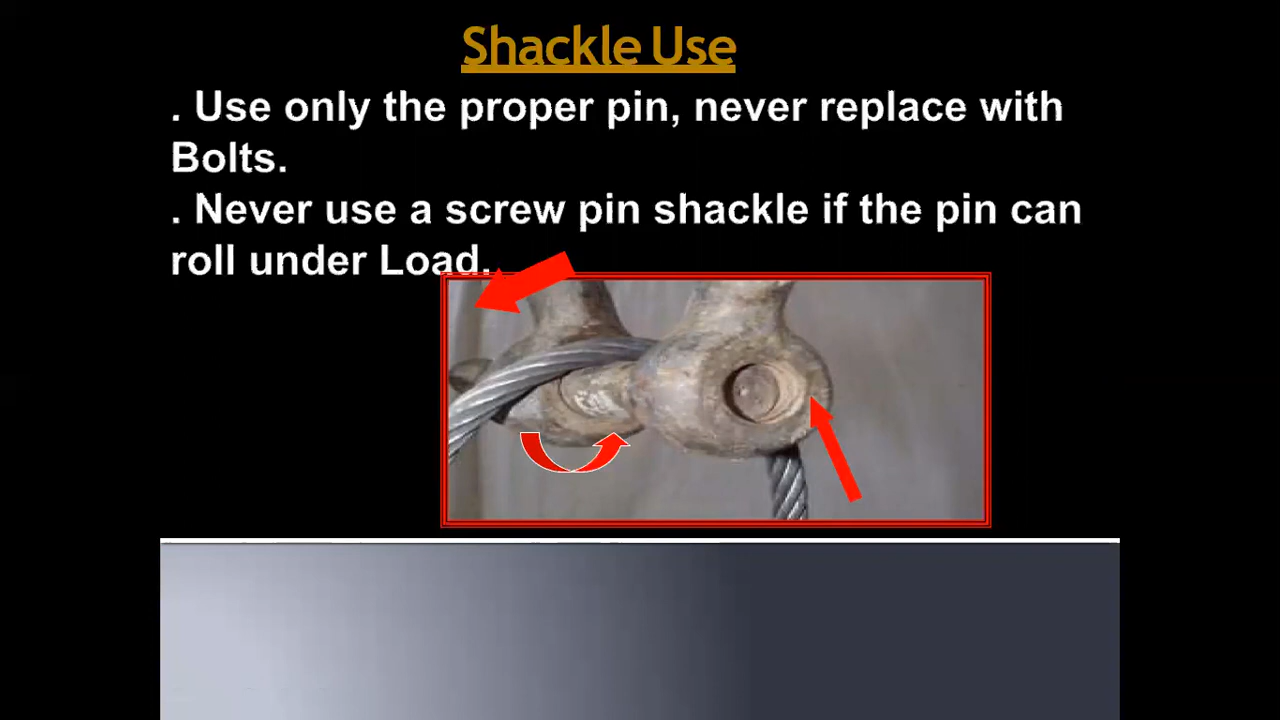 Shackle Use
. Use only the proper pin, never replace with
Bolts.
. Never use a screw pin shackle if the pin can
roll under Load.